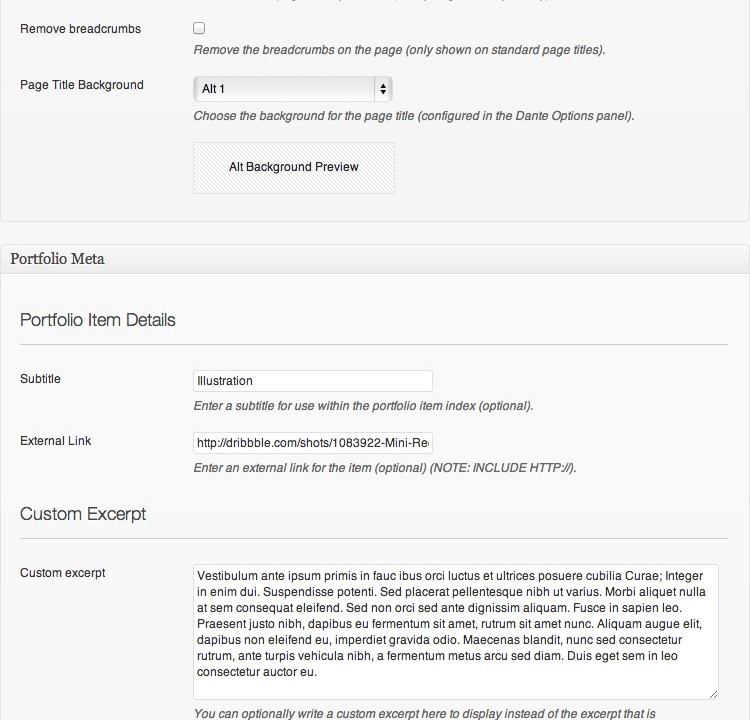 Remove breadcrumbs
Remove the breadcrumbs on the page (only shown on standard page titles).
Page Title Background
Alt 1
Choose the background for the page title (configured in the Dante Options panel).
Alt Background Preview
Portfolio Meta
Portfolio Item Details
Subtitle
Illustration
Enter a subtitle for use within the portfolio item index (optional).
External Link
http://dribbble.com/shots/1083922-Mini-Re
Enter an external link for the item (optional) (NOTE: INCLUDE HTTP://).
Custom Excerpt
Custom excerpt
Vestibulum ante ipsum primis in fauc ibus orci luctus et ultrices posuere cubilia Curae; Integer
in enim dui. Suspendisse potenti. Sed placerat pellentesque nibh ut varius. Morbi aliquet nulla
at sem consequat eleifend. Sed non orci sed ante dignissim aliquam. Fusce in sapien leo.
Praesent justo nibh, dapibus eu fermentum sit amet, rutrum sit amet nunc. Aliquam augue elit,
dapibus non eleifend eu, imperdiet gravida odio. Maecenas blandit, nunc sed consectetur
rutrum, ante turpis vehicula nibh, a fermentum metus arcu sed diam. Duis eget sem in leo
consectetur auctor eu.
You can optionally write a custom excerpt here to display instead of the excerpt that is